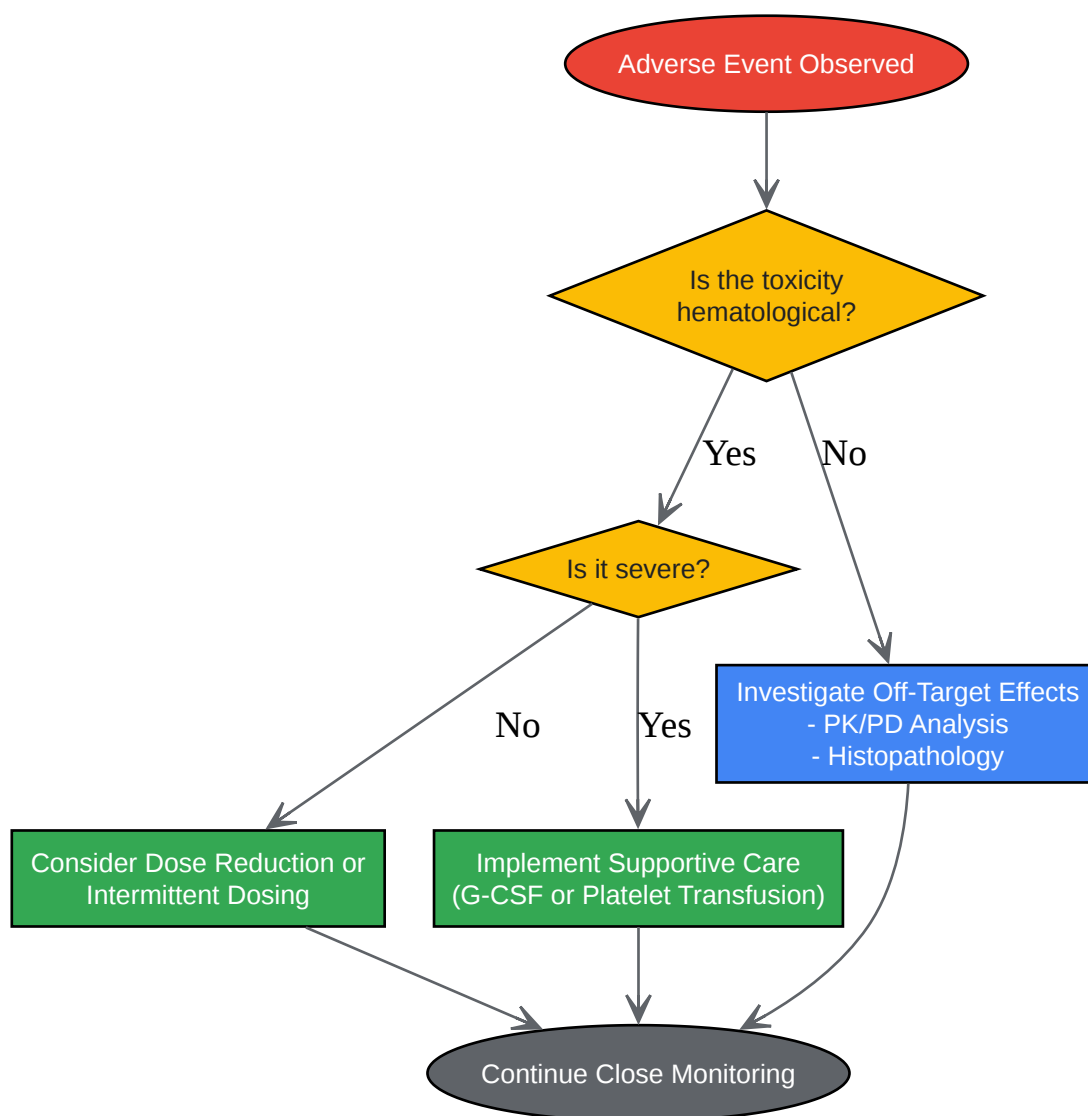 Adverse Event Observed
Is the toxicity
hematological?
Yes
No
Is it severe?
No
Yes
Investigate Off-Target Effects
- PK/PD Analysis
- Histopathology
Consider Dose Reduction or
Intermittent Dosing
Implement Supportive Care
(G-CSF or Platelet Transfusion)
Continue Close Monitoring